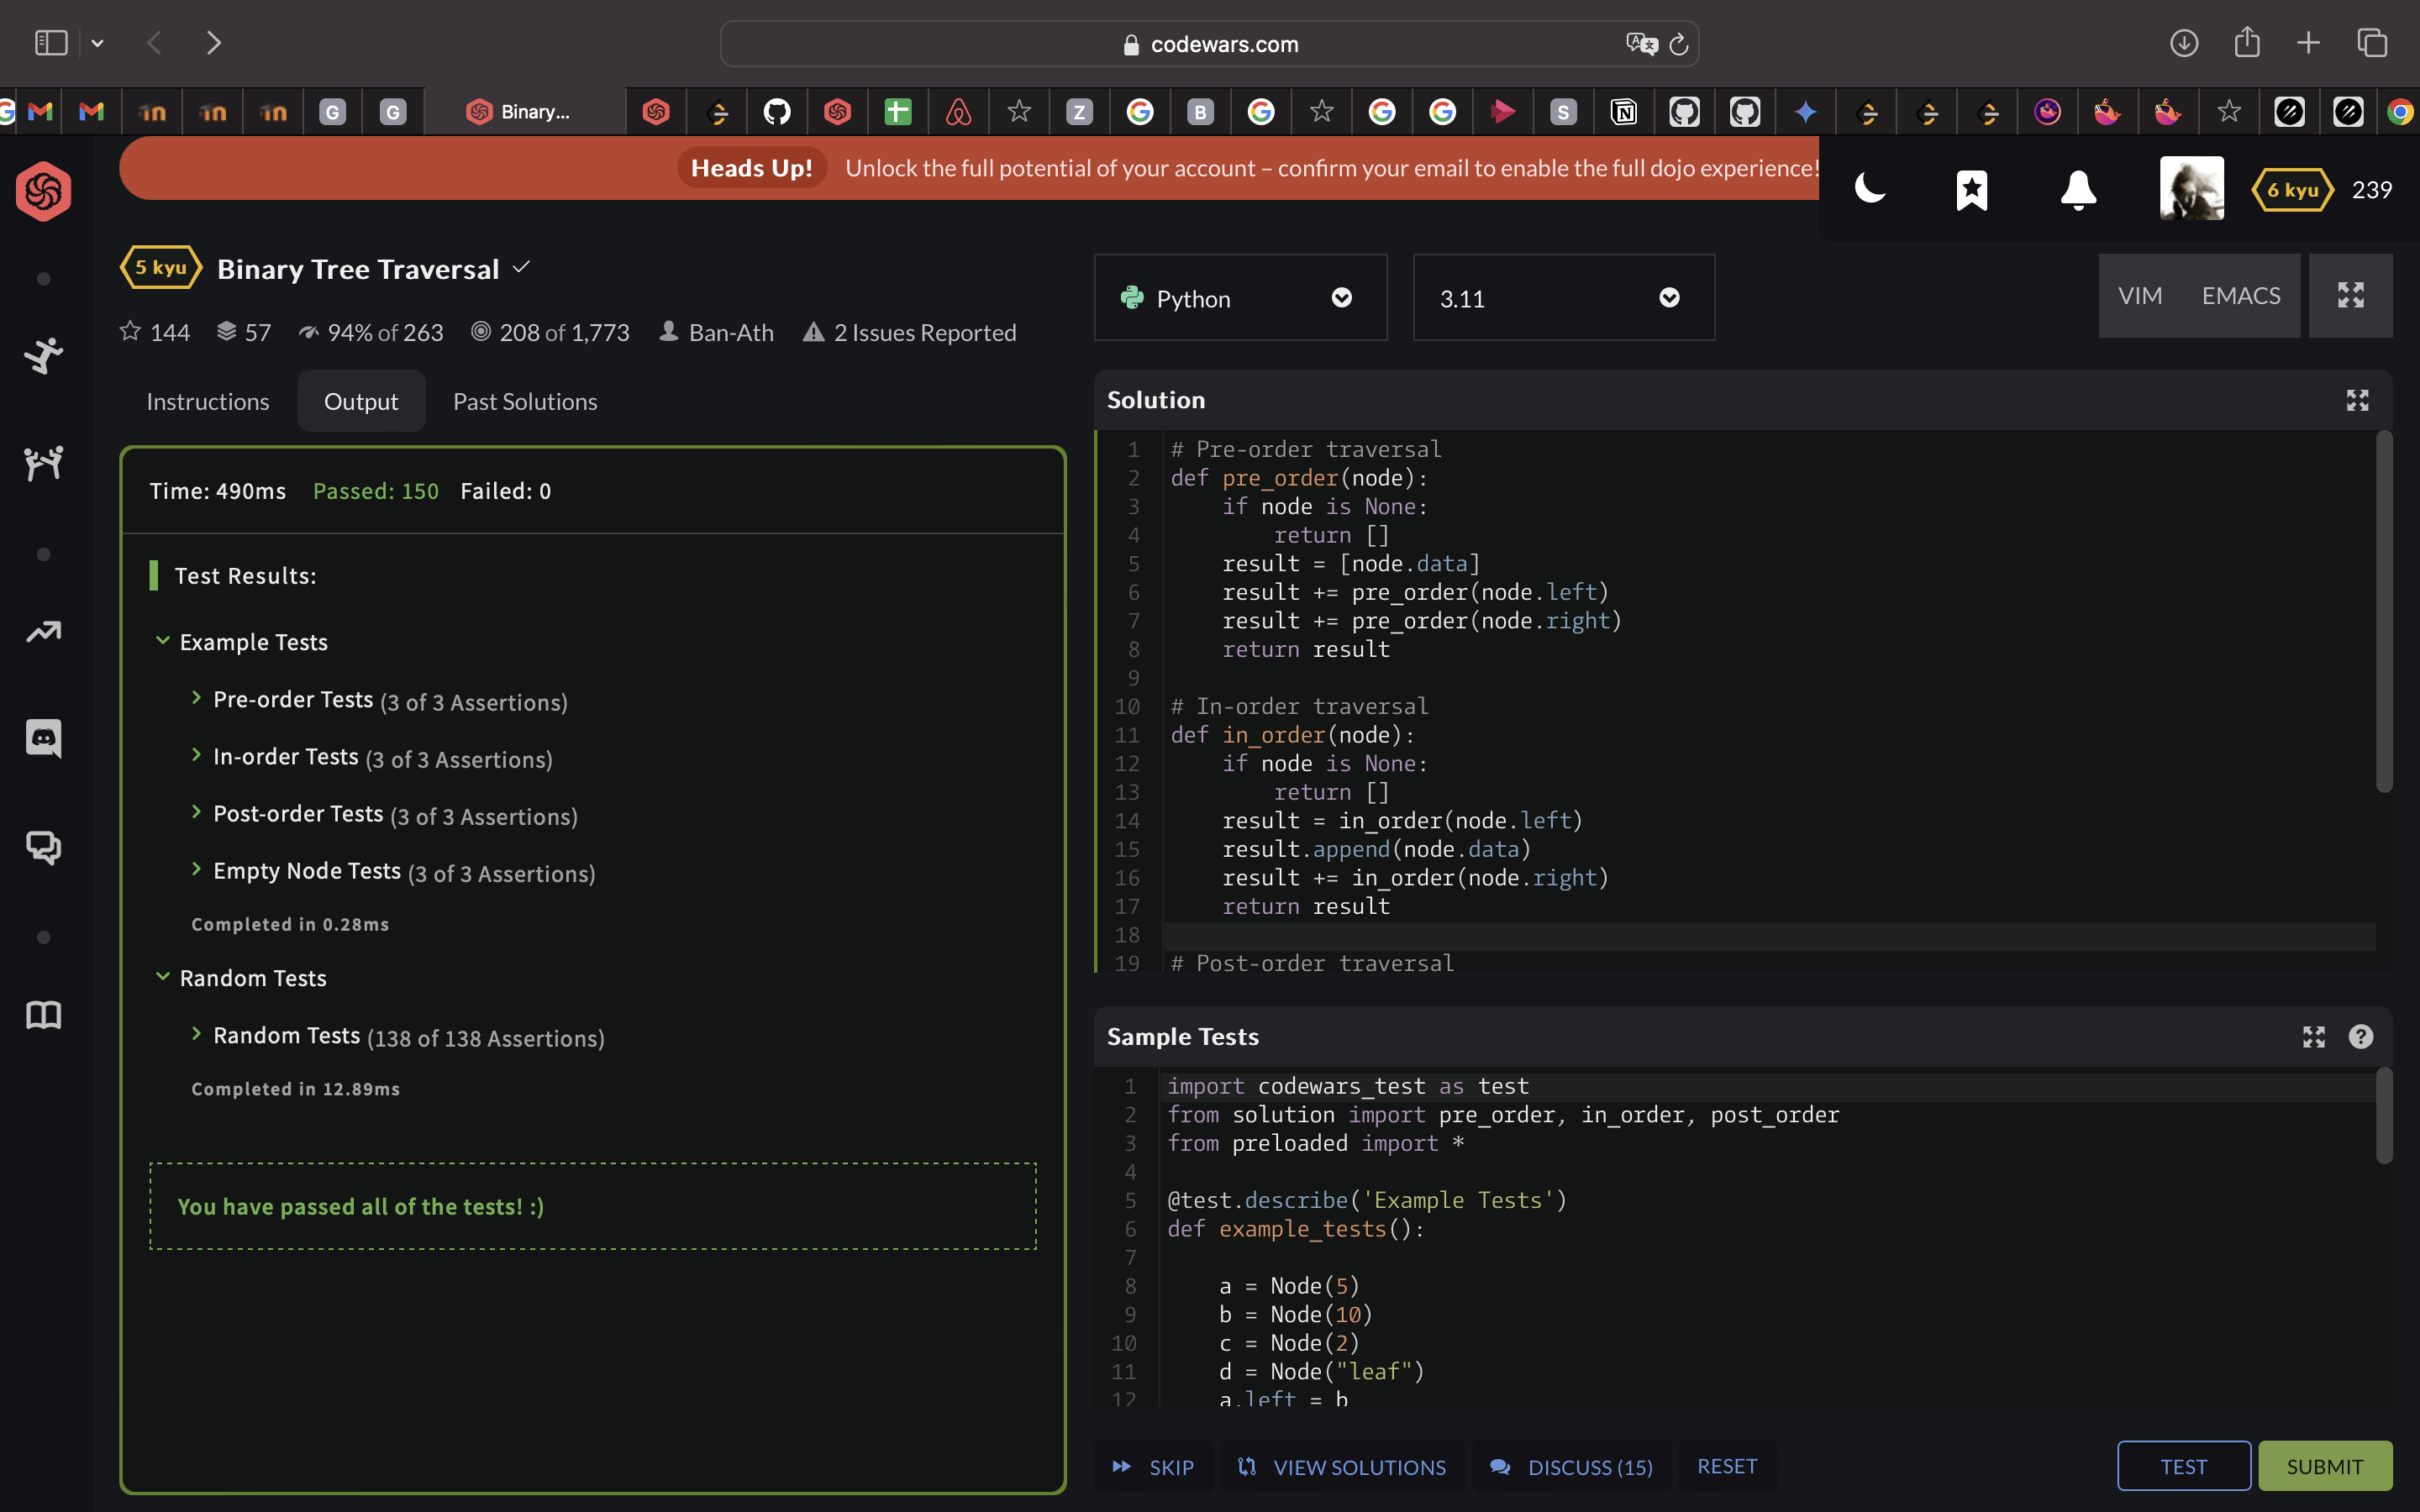 codewars.com
Binary...
Heads Up! Unlock the full potential of your account – confirm your email to enable the full dojo experience!
6 kyu 239
5 kyu Binary Tree Traversal
144 57 94% of 263 208 of 1,773 Ban-Ath 2 Issues Reported
Instructions Output Past Solutions
Time: 490ms Passed: 150 Failed: 0
Test Results:
Example Tests
Pre-order Tests (3 of 3 Assertions)
In-order Tests (3 of 3 Assertions)
Post-order Tests (3 of 3 Assertions)
Empty Node Tests (3 of 3 Assertions)
Completed in 0.28ms
Random Tests
Random Tests (138 of 138 Assertions)
Completed in 12.89ms
You have passed all of the tests! :)
Python 3.11 VIM EMACS
Solution
1 # Pre-order traversal
2 def pre_order(node):
3 if node is None:
4 return []
5 result = [node.data]
6 result += pre_order(node.left)
7 result += pre_order(node.right)
8 return result
9
10 # In-order traversal
11 def in_order(node):
12 if node is None:
13 return []
14 result = in_order(node.left)
15 result.append(node.data)
16 result += in_order(node.right)
17 return result
18
19 # Post-order traversal
Sample Tests
1 import codewars_test as test
2 from solution import pre_order, in_order, post_order
3 from preloaded import *
4
5 @test.describe('Example Tests')
6 def example_tests():
7
8 a = Node(5)
9 b = Node(10)
10 c = Node(2)
11 d = Node("leaf")
12 a.left = b
SKIP VIEW SOLUTIONS DISCUSS (15) RESET TEST SUBMIT